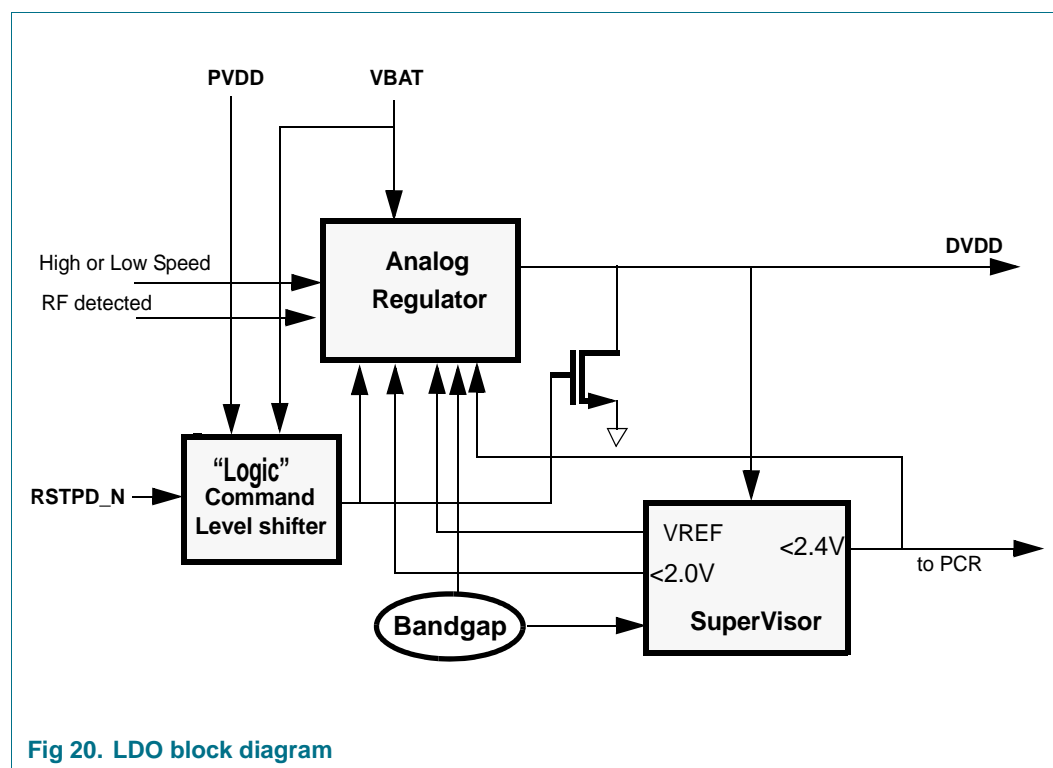 PVDD
VBAT
Analog
Regulator
DVDD
High or Low Speed
RF detected
“Logic”
Command
Level shifter
RSTPD_N
VREF
<2.4V
<2.0V
to PCR
SuperVisor
Bandgap
Fig 20. LDO block diagram